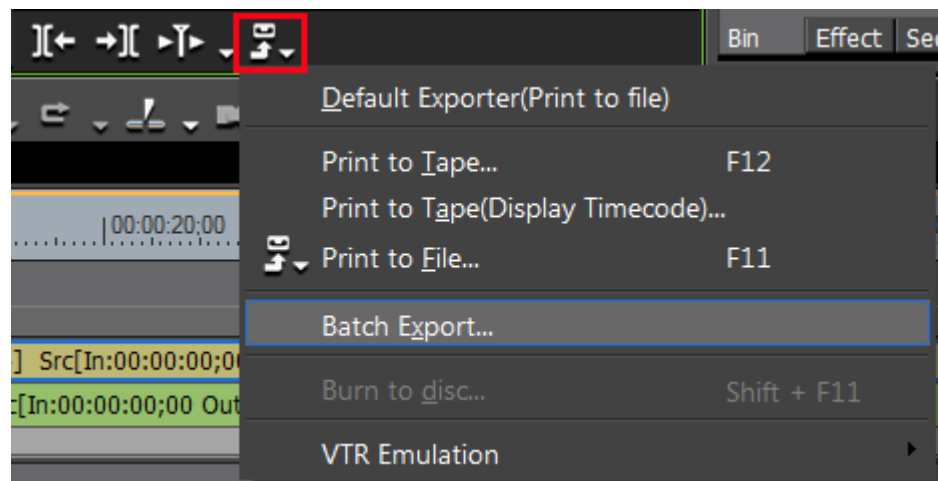 Bin Effect Se
Default Exporter(Print to file)
Print to Tape... F12
Print to Tape(Display Timecode)...
00:00:20;00
Print to File... F11
Batch Export...
] Src[In:00:00:00;0
Burn to disc... Shift + F11
[In:00:00:00;00 Out
VTR Emulation